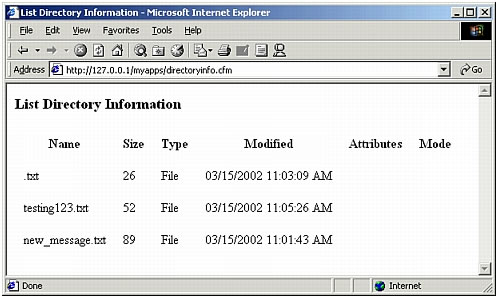 List Directory Information - Microsoft Internet Explorer
File Edit View Favorites Tools Help
Address http://127.0.0.1/myapps/directoryinfo.cfm Go
List Directory Information
Name Size Type Modified Attributes Mode
.txt 26 File 03/15/2002 11:03:09 AM
testing123.txt 52 File 03/15/2002 11:05:26 AM
new_message.txt 89 File 03/15/2002 11:01:43 AM
Done Internet